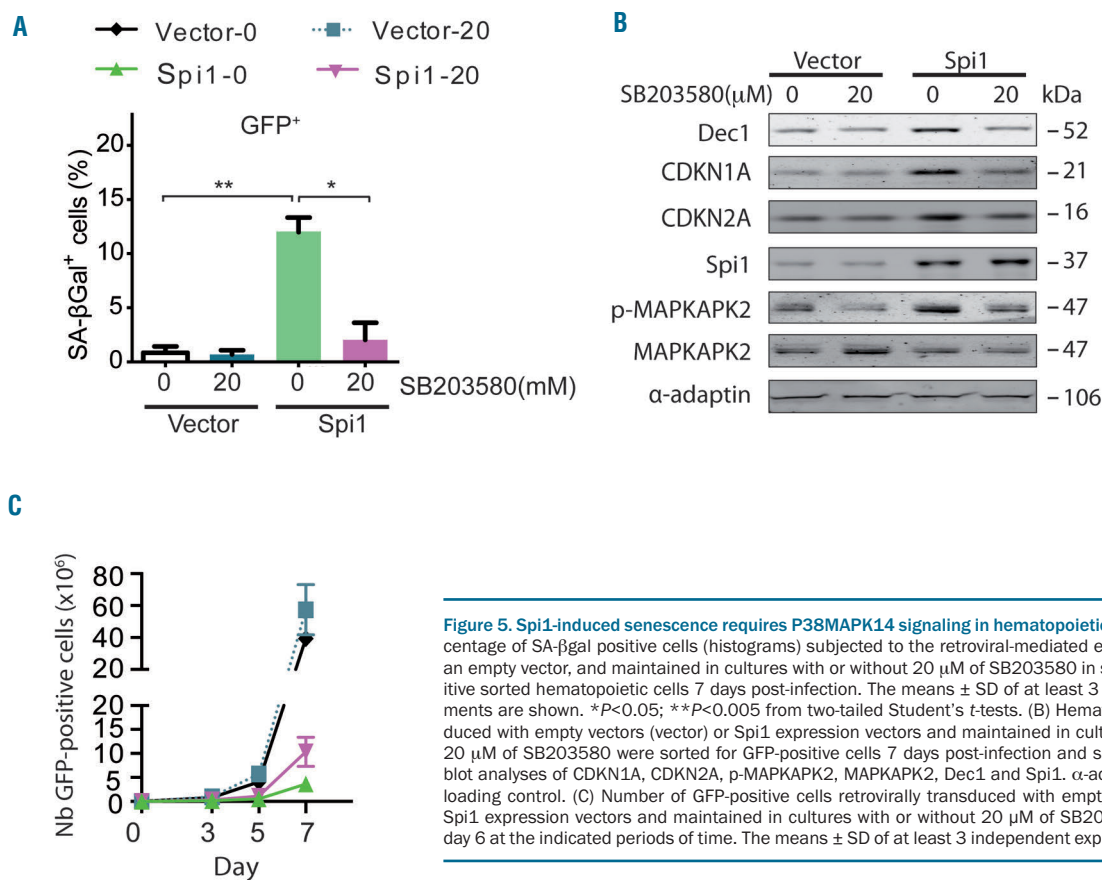 A
Vector-0 Vector-20
Spi1-0 Spi1-20
GFP+
SA-βGal+ cells (%)
20
15
10
5
0
**
*
0 20 0 20 SB203580(mM)
Vector Spi1
B
Vector Spi1
SB203580(μM) 0 20 0 20 kDa
Dec1 –52
CDKN1A –21
CDKN2A –16
Spi1 –37
p-MAPKAPK2 –47
MAPKAPK2 –47
α-adaptin –106
C
Nb GFP-positive cells (x10⁶)
80
60
40
20
20
15
10
5
0
0 3 5 7
Day
Figure 5. Spi1-induced senescence requires P38MAPK14 signaling in hematopoietic
centage of SA-βgal positive cells (histograms) subjected to the retroviral-mediated e
an empty vector, and maintained in cultures with or without 20 μM of SB203580 in s
itive sorted hematopoietic cells 7 days post-infection. The means ± SD of at least 3
ments are shown. *P<0.05; **P<0.005 from two-tailed Student's t-tests. (B) Hema
duced with empty vectors (vector) or Spi1 expression vectors and maintained in cult
20 μM of SB203580 were sorted for GFP-positive cells 7 days post-infection and s
blot analyses of CDKN1A, CDKN2A, p-MAPKAPK2, MAPKAPK2, Dec1 and Spi1. α-ad
loading control. (C) Number of GFP-positive cells retrovirally transduced with empt
Spi1 expression vectors and maintained in cultures with or without 20 μM of SB20
day 6 at the indicated periods of time. The means ± SD of at least 3 independent exp